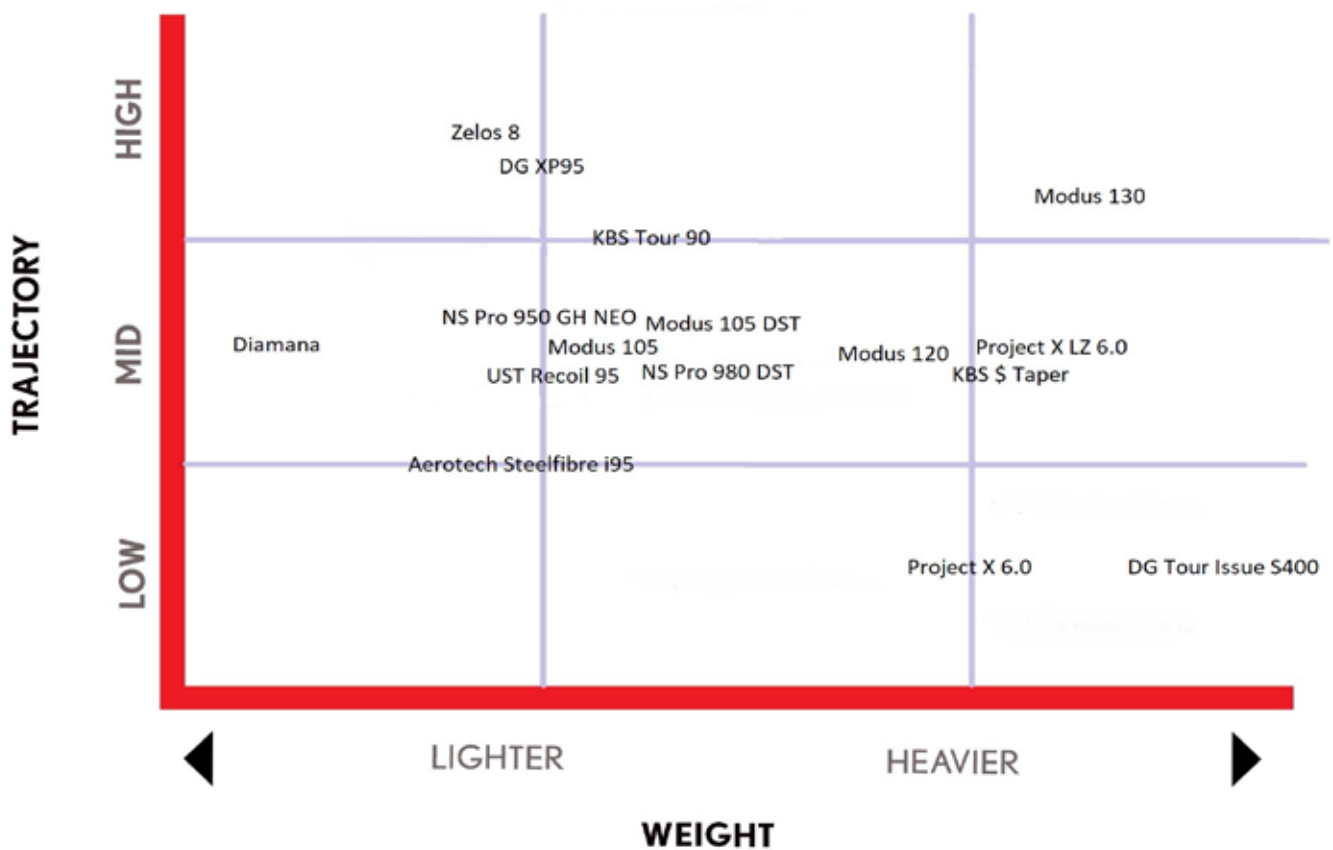 HIGH
Zelos 8
DG XP95
Modus 130
KBS Tour 90
TRAJECTORY
MID
NS Pro 950 GH NEO
Modus 105 DST
Diamana
Modus 105
Modus 120
Project X LZ 6.0
UST Recoil 95
NS Pro 980 DST
KBS $ Taper
Aerotech Steelfibre i95
LOW
Project X 6.0
DG Tour Issue S400
LIGHTER
HEAVIER
WEIGHT